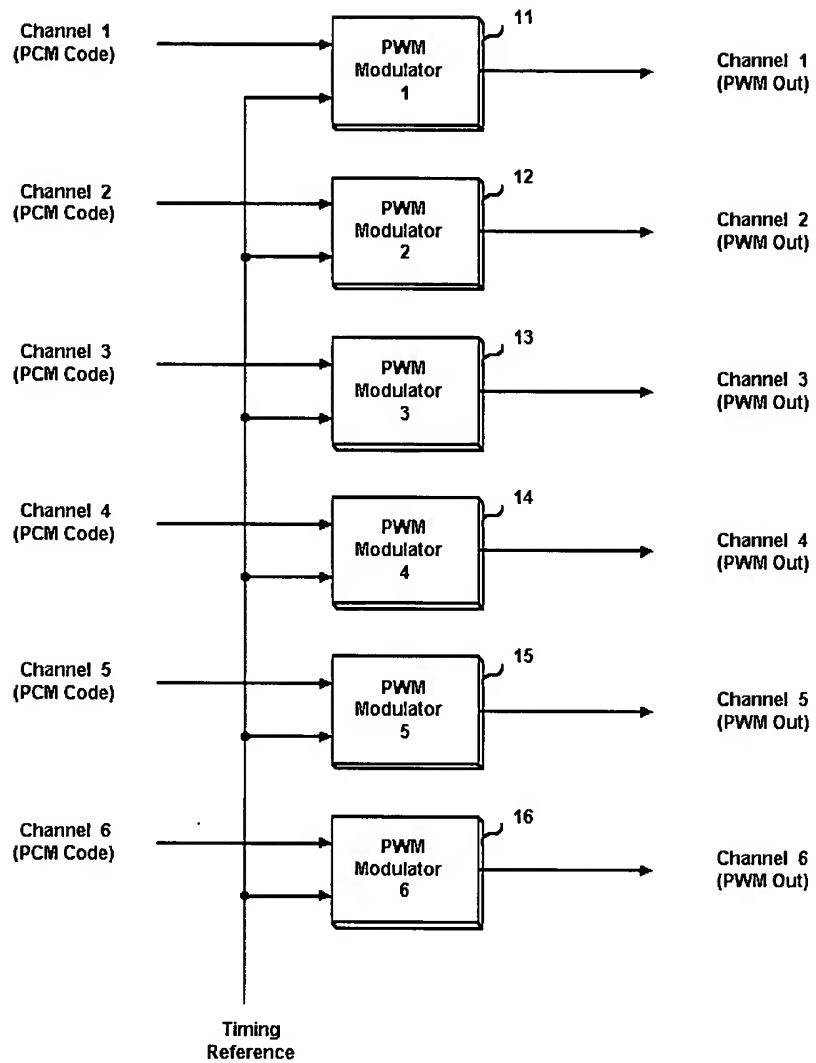 Channel 1
(PCM Code)
PWM
Modulator
1
11
Channel 1
(PWM Out)
Channel 2
(PCM Code)
PWM
Modulator
2
12
Channel 2
(PWM Out)
Channel 3
(PCM Code)
PWM
Modulator
3
13
Channel 3
(PWM Out)
Channel 4
(PCM Code)
PWM
Modulator
4
14
Channel 4
(PWM Out)
Channel 5
(PCM Code)
PWM
Modulator
5
15
Channel 5
(PWM Out)
Channel 6
(PCM Code)
PWM
Modulator
6
16
Channel 6
(PWM Out)
Timing
Reference